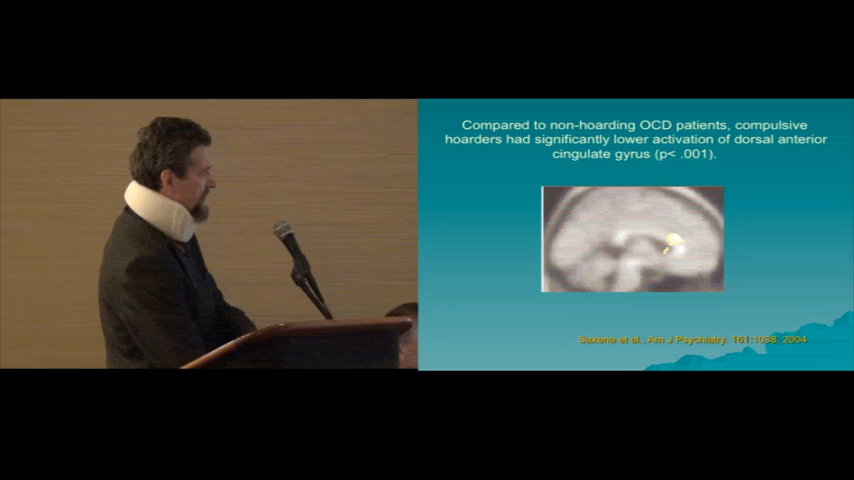 Compared to non-hoarding OCD patients, compulsive
hoarders had significantly lower activation of dorsal anterior
cingulate gyrus (p< .001).
Saxena et al., Am J Psychiatry. 161:1038, 2004